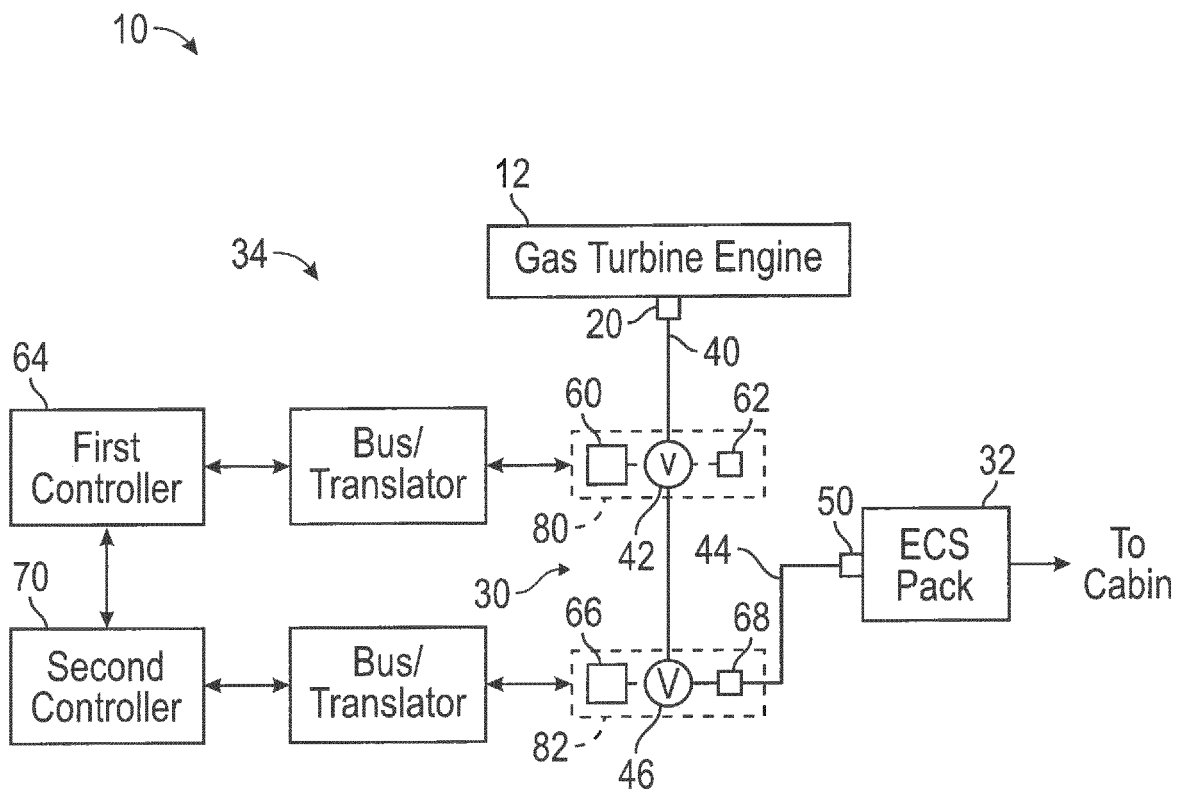 10
12
Gas Turbine Engine
34
20
40
64
60
62
First
Controller
Bus/
Translator
V
32
80
42
50
ECS
Pack
To
Cabin
44
70
30
66
68
Second
Controller
Bus/
Translator
V
82
46